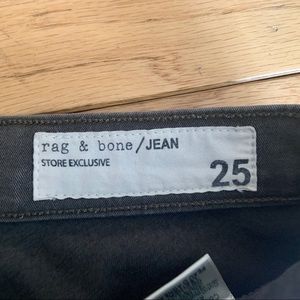 rag & bone/JEAN
STORE EXCLUSIVE
25